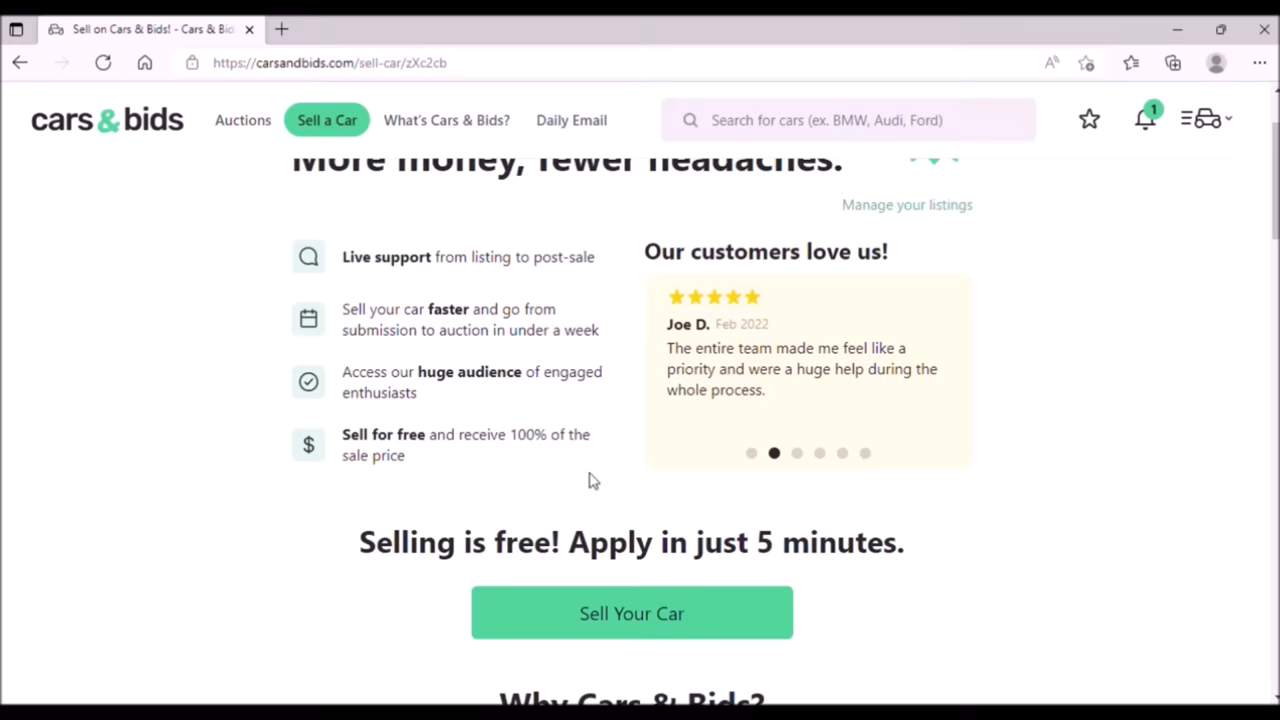 Sell on Cars & Bids! - Cars & Bid
https://carsandbids.com/sell-car/zXc2cb
cars & bids
Auctions
Sell a Car
What's Cars & Bids?
Daily Email
Search for cars (ex. BMW, Audi, Ford)
1
More money, fewer headaches.
Manage your listings
Live support from listing to post-sale
Sell your car faster and go from
submission to auction in under a week
Access our huge audience of engaged
enthusiasts
$
Sell for free and receive 100% of the
sale price
Our customers love us!
Joe D. Feb 2022
The entire team made me feel like a
priority and were a huge help during the
whole process.
Selling is free! Apply in just 5 minutes.
Sell Your Car
Why Cars & Bids?